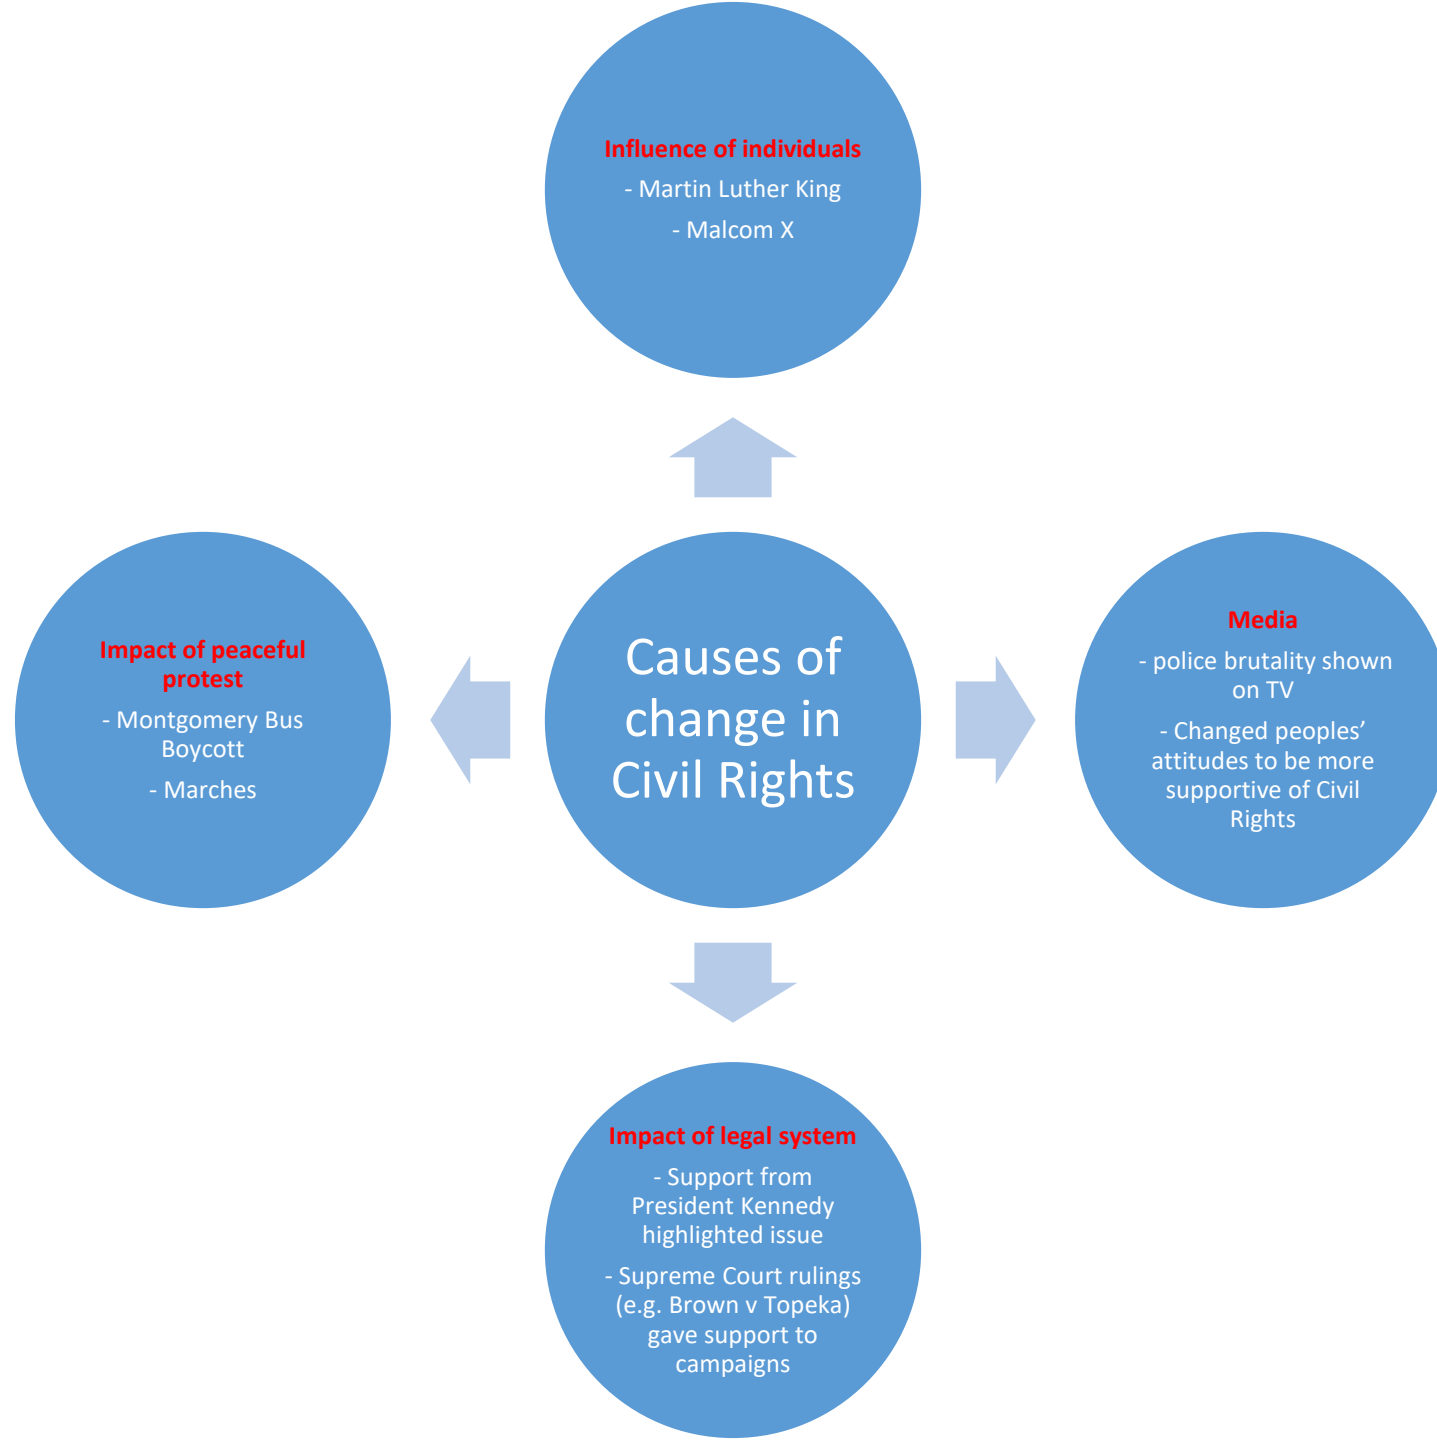 Influence of individuals
- Martin Luther King
- Malcom X
Impact of peaceful
protest
- Montgomery Bus
Boycott
- Marches
Causes of
change in
Civil Rights
Media
- police brutality shown
on TV
- Changed peoples’
attitudes to be more
supportive of Civil
Rights
Impact of legal system
- Support from
President Kennedy
highlighted issue
- Supreme Court rulings
(e.g. Brown v Topeka)
gave support to
campaigns